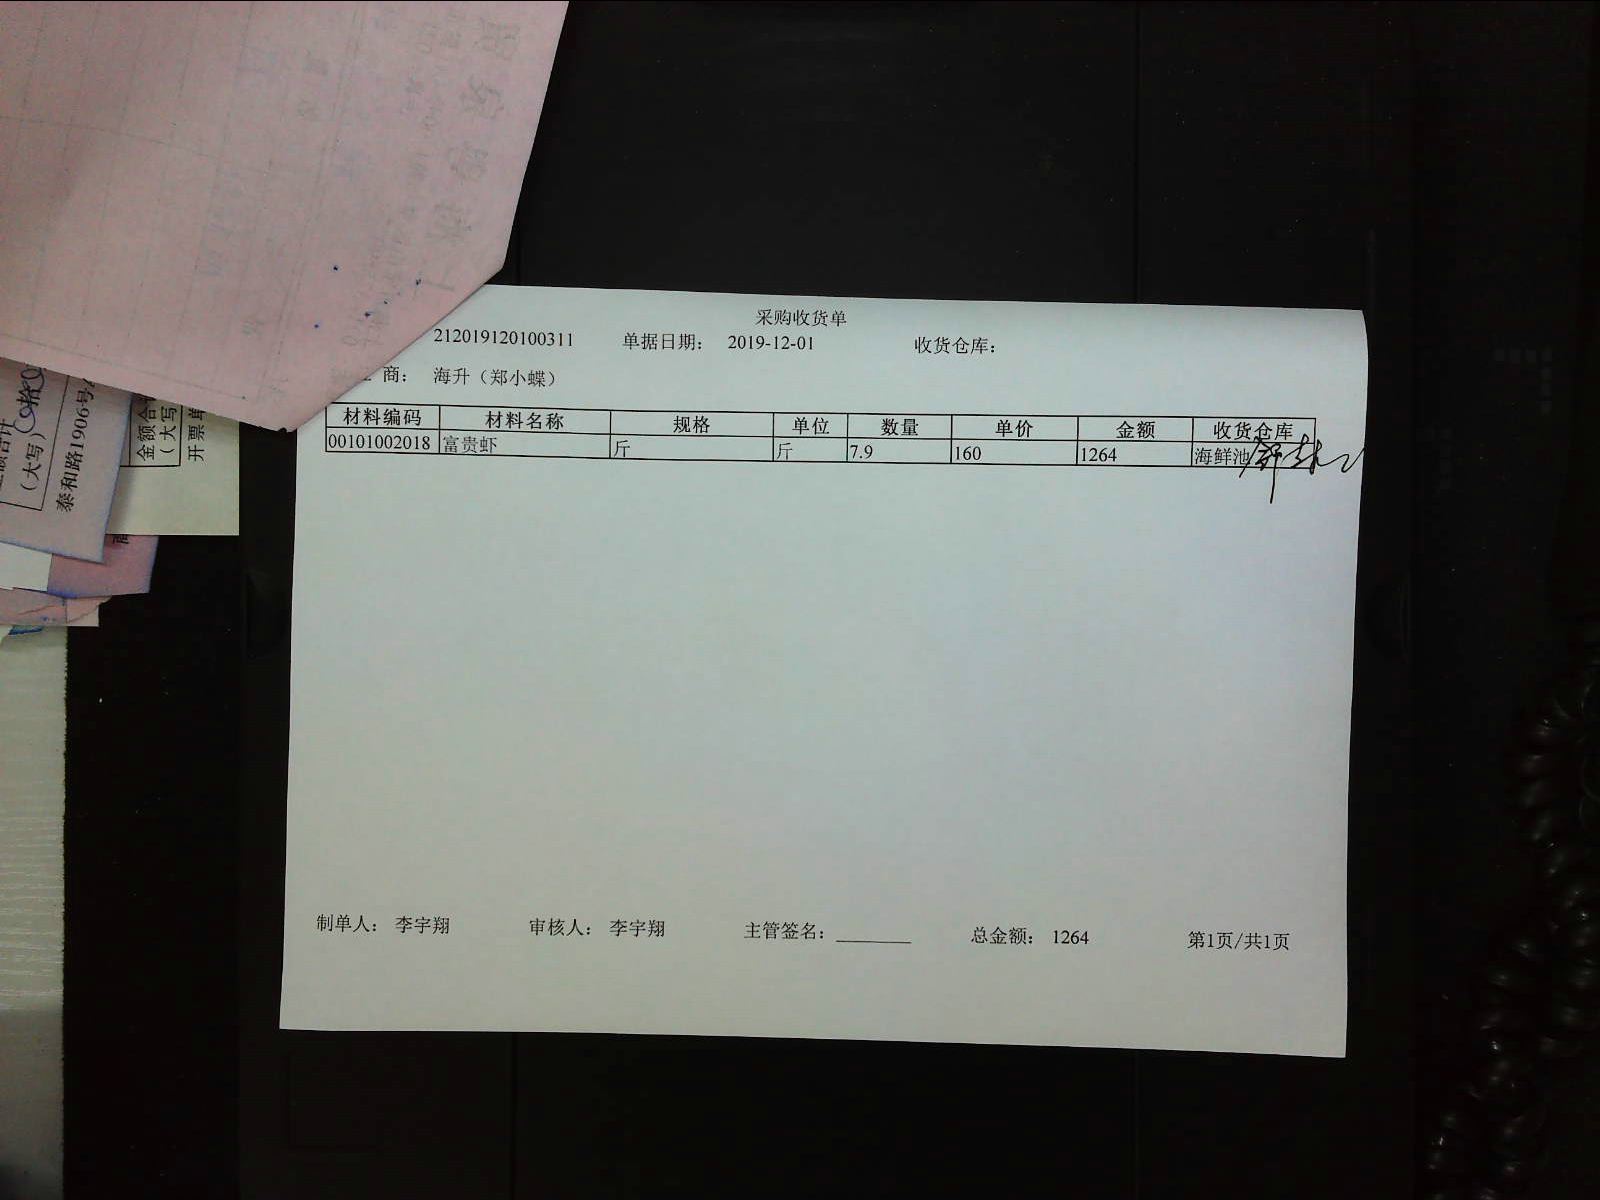 采购收货单
212019120100311 单据日期： 2019-12-01 收货仓库：
商： 海升（郑小蝶）
材料编码 材料名称 规格 单位 数量 单价 金额 收货仓库
00101002018 富贵虾 斤 斤 7.9 160 1264 海鲜池
制单人： 李宇翔 审核人： 李宇翔 主管签名：________ 总金额： 1264 第1页/共1页
（大写）
泰和路1906号
金额合计
（大写）
开票单